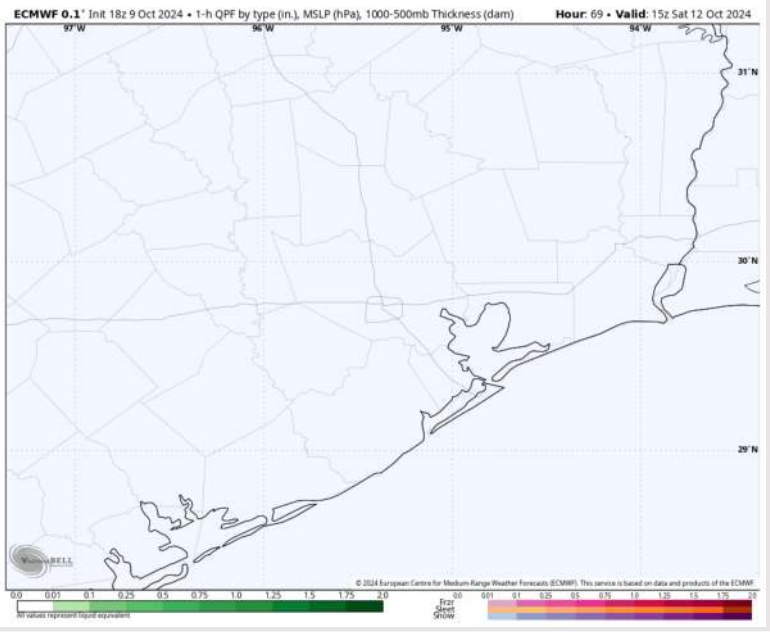 ECMWF 0.1° Init 18z 9 Oct 2024 • 1-h QPF by type (in.), MSLP (hPa), 1000-500mb Thickness (dam) Hour: 69 • Valid: 15z Sat 12 Oct 2024
97°W 96°W 95°W 94°W
31°N
30°N
29°N
WeatherBELL
© 2024 European Centre for Medium-Range Weather Forecasts (ECMWF). This service is based on data and products of the ECMWF
0.0 0.01 0.1 0.25 0.5 0.75 1.0 1.25 1.5 1.75 2.0
All values represent liquid equivalent
0.0 0.01 0.1 0.25 0.5 0.75 1.0 1.25 1.5 1.75 2.0
Frzr
Sleet
Snow